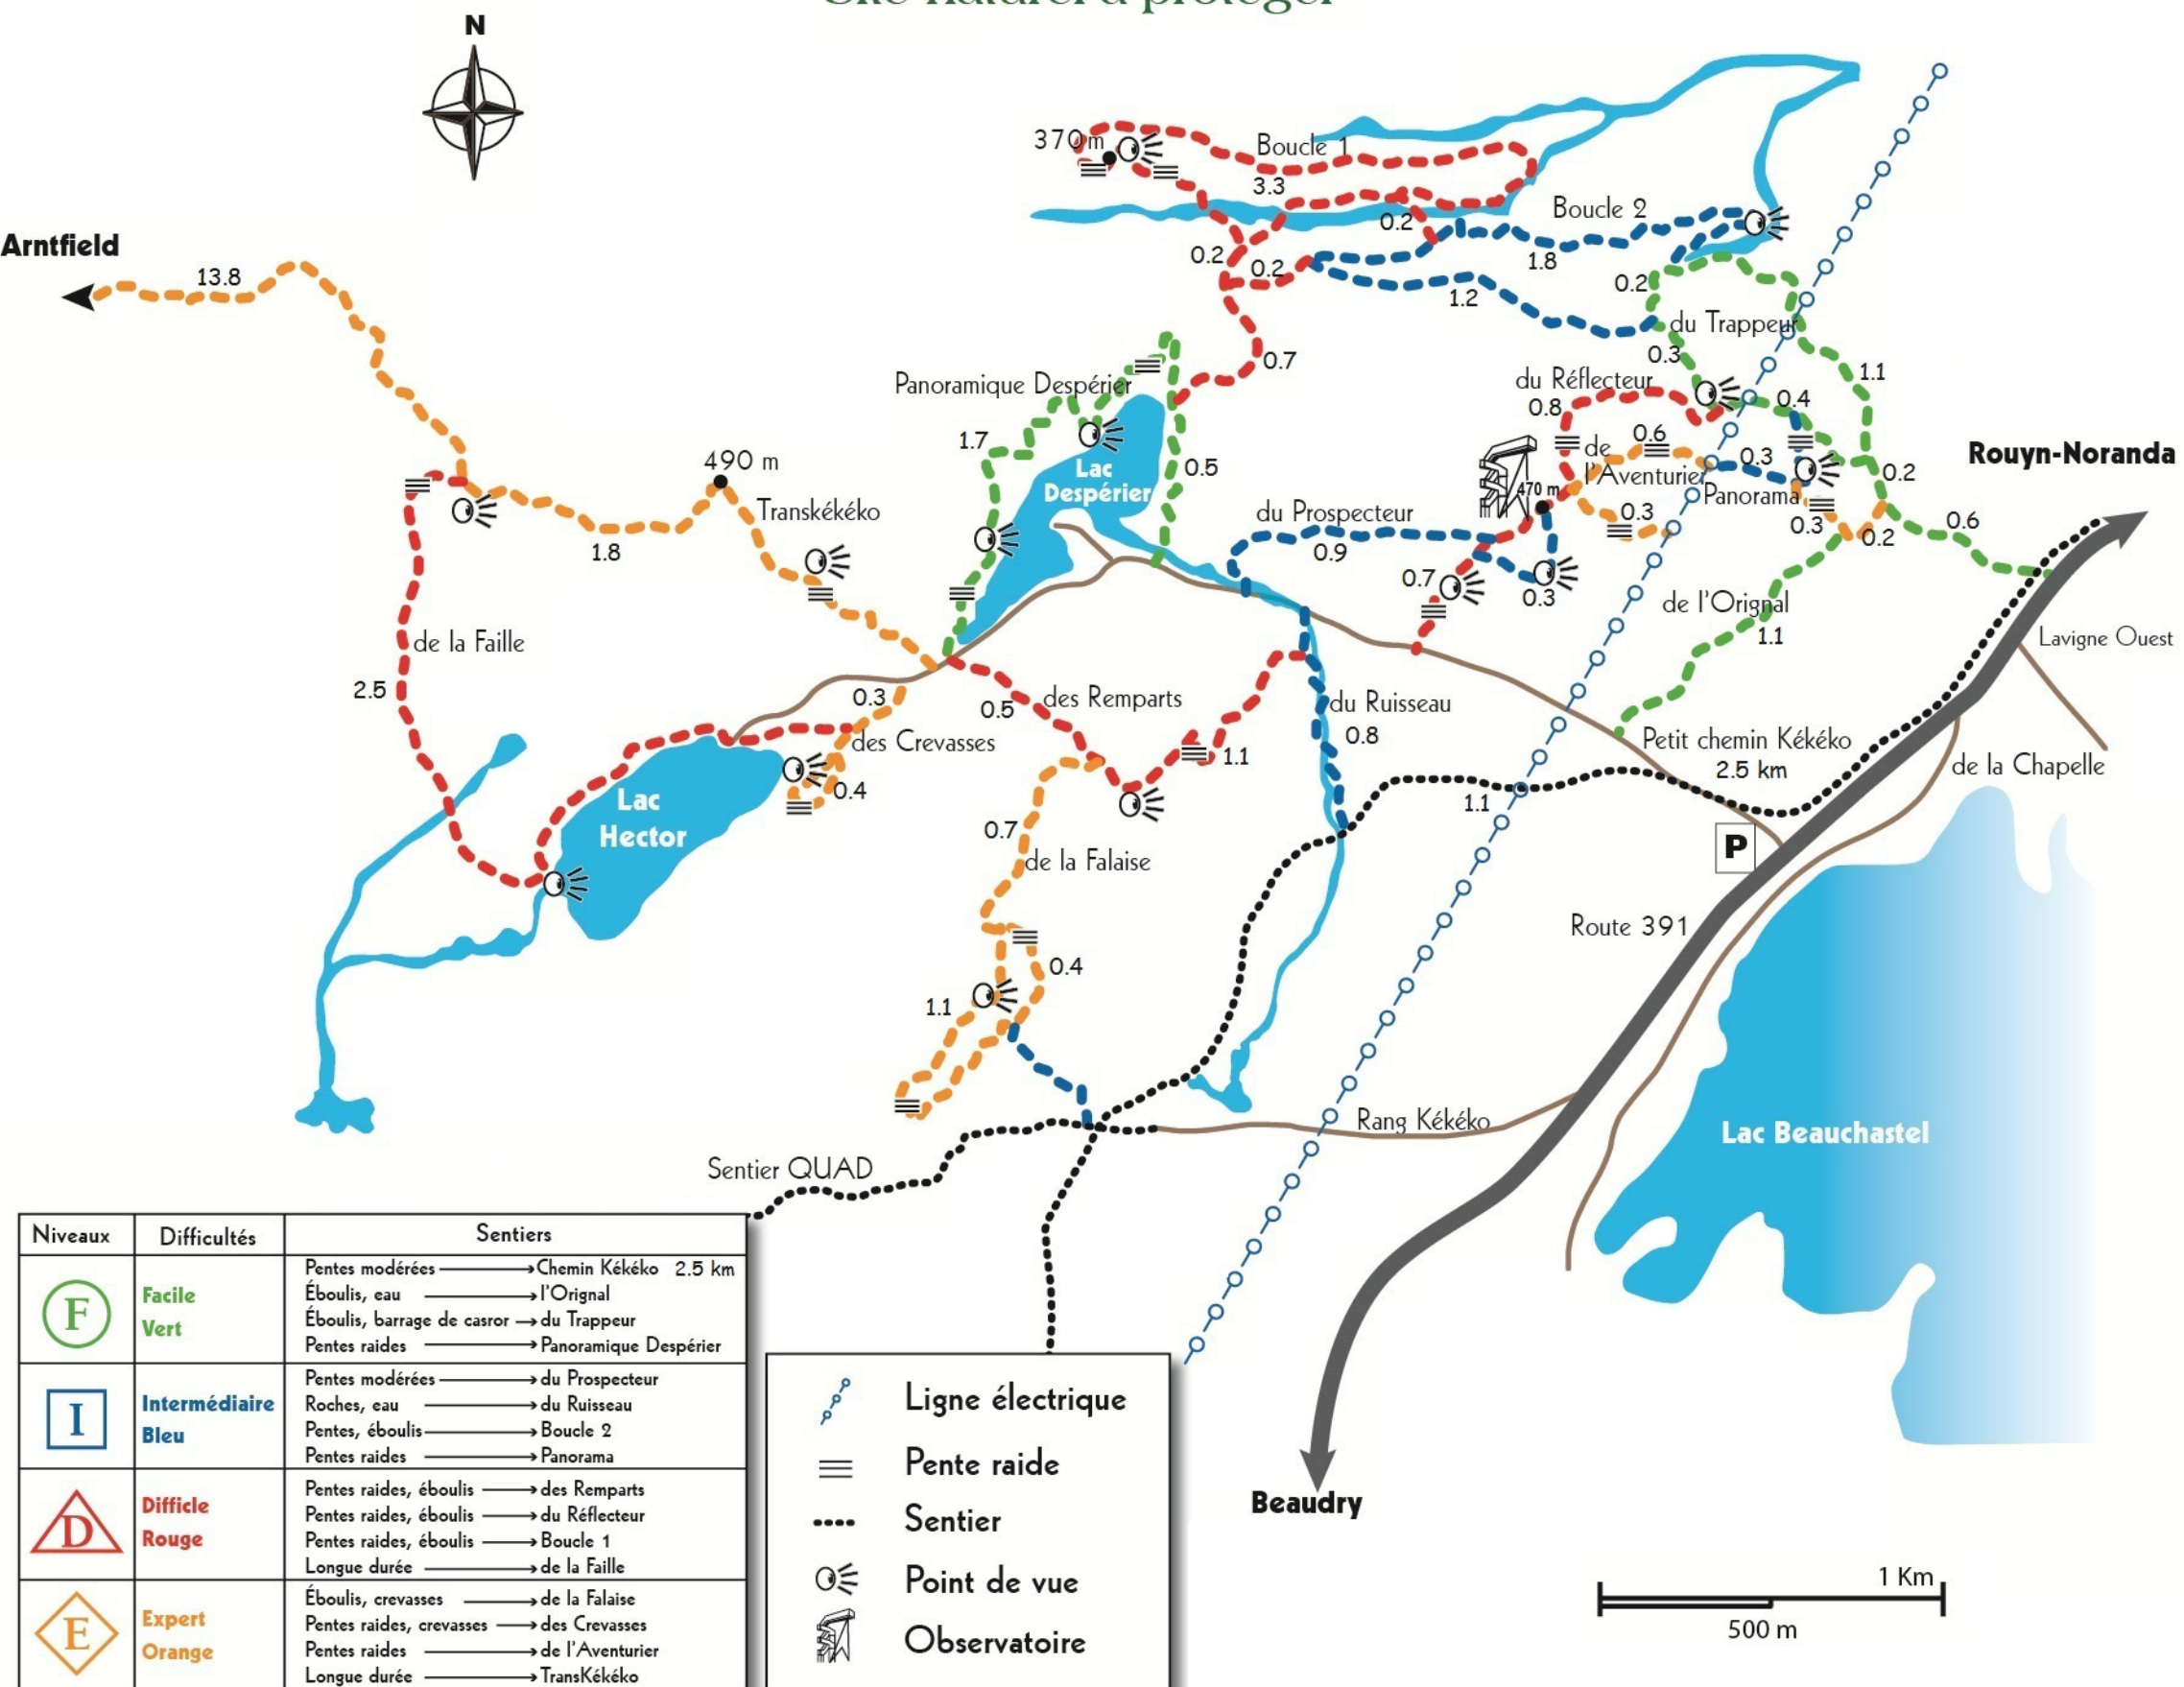 Site naturel à protéger
N
370m
Boucle 1
3.3
Boucle 2
0.2
Arntfield
13.8
0.2
0.2
1.8
0.2
1.2
du Trappeur
0.3
0.7
1.1
Panoramique Despérier
du Réflecteur
0.8
0.4
1.7
0.6
de
l'Aventurier
0.3
Rouyn-Noranda
490 m
Lac
Despérier
0.5
0.2
470 m
Panorama
Transkékéko
du Prospecteur
0.3
0.3
0.2
0.6
1.8
0.9
0.7
0.3
de l'Orignal
1.1
de la Faille
Lavigne Ouest
2.5
0.3
0.5
des Remparts
du Ruisseau
0.8
des Crevasses
1.1
Petit chemin Kékéko
2.5 km
de la Chapelle
0.4
Lac
Hector
1.1
0.7
de la Falaise
P
Route 391
0.4
1.1
Rang Kékéko
Lac Beauchastel
Sentier QUAD
Niveaux Difficultés Sentiers
F
Facile
Vert
Pentes modérées Chemin Kékéko 2.5 km
Éboulis, eau l'Orignal
Éboulis, barrage de casror du Trappeur
Pentes raides Panoramique Despérier
I
Intermédiaire
Bleu
Pentes modérées du Prospecteur
Roches, eau du Ruisseau
Pentes, éboulis Boucle 2
Pentes raides Panorama
D
Difficle
Rouge
Pentes raides, éboulis des Remparts
Pentes raides, éboulis du Réflecteur
Pentes raides, éboulis Boucle 1
Longue durée de la Faille
E
Expert
Orange
Éboulis, crevasses de la Falaise
Pentes raides, crevasses des Crevasses
Pentes raides de l'Aventurier
Longue durée TransKékéko
Ligne électrique
Pente raide
Sentier
Point de vue
Observatoire
Beaudry
1 Km
500 m